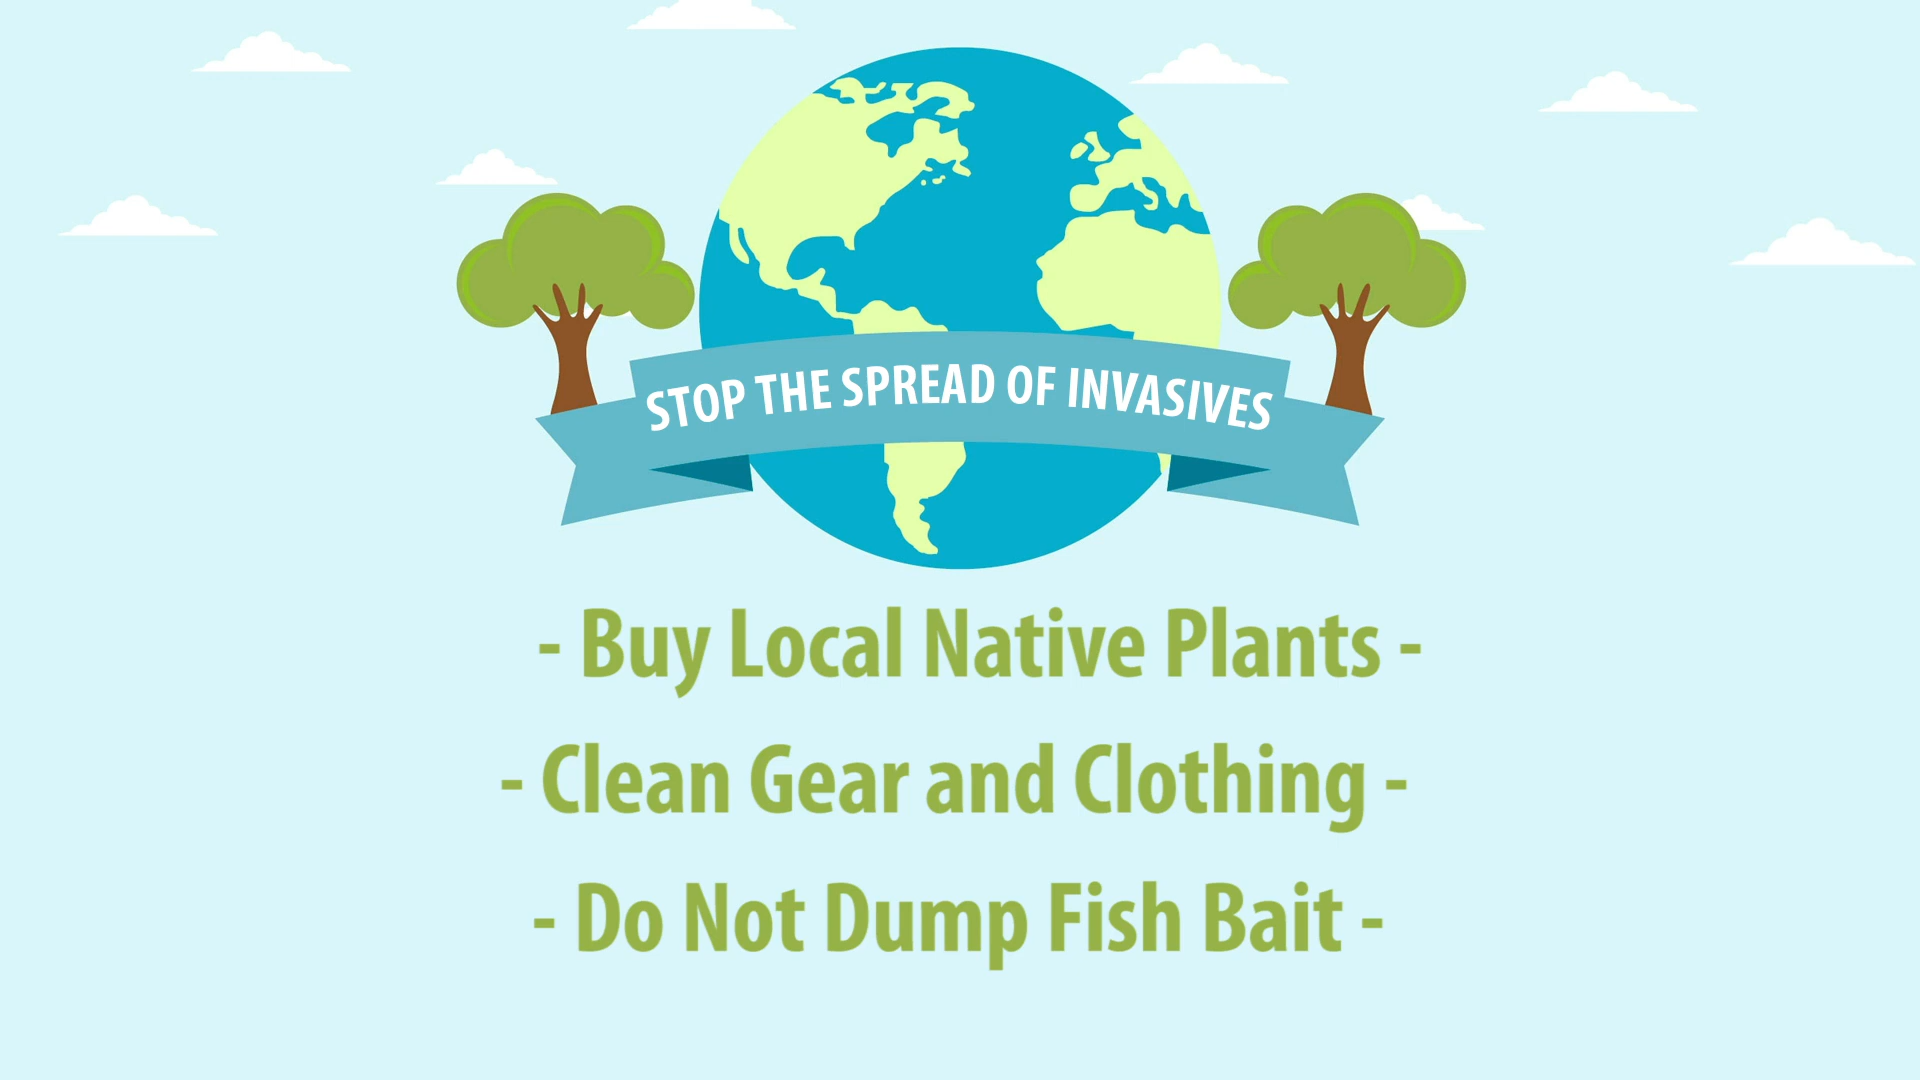 STOP THE SPREAD OF INVASIVES
- Buy Local Native Plants -
- Clean Gear and Clothing -
- Do Not Dump Fish Bait -